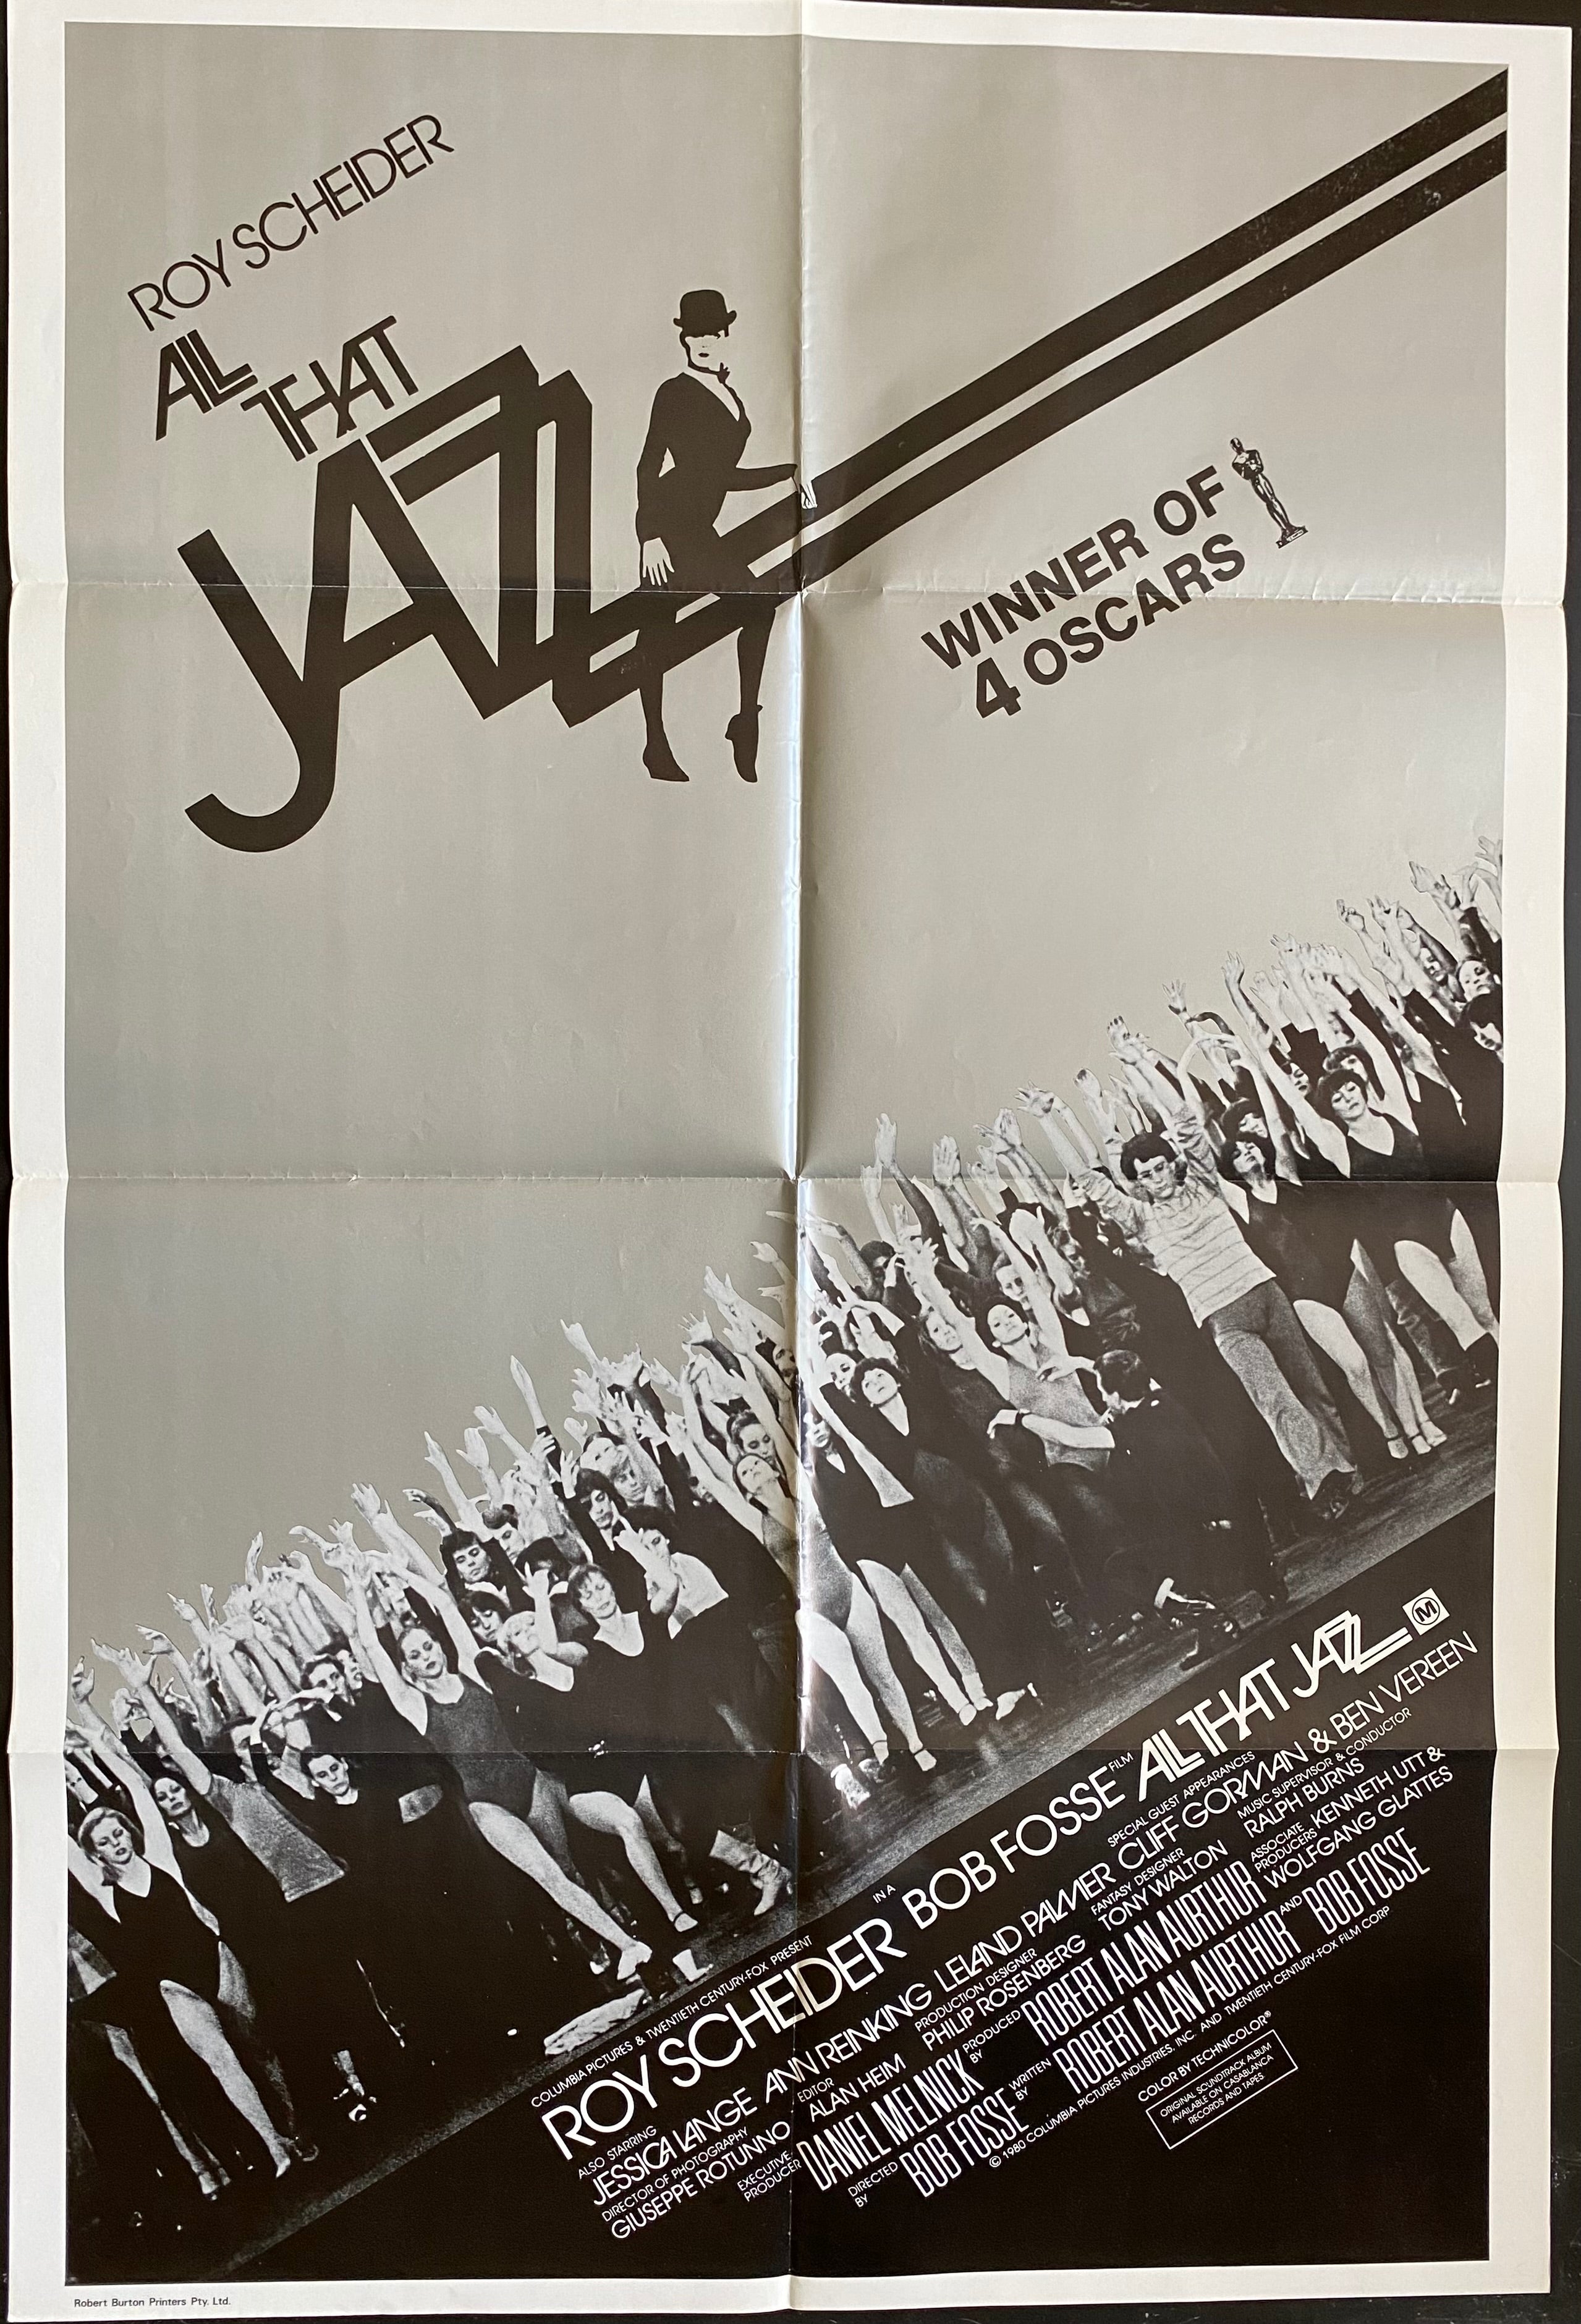 ROY SCHEIDER
ALL
THAT
JAZZ
WINNER OF
4 OSCARS
COLUMBIA PICTURES & TWENTIETH CENTURY-FOX PRESENT
ROY SCHEIDER IN A BOB FOSSE FILM ALL THAT JAZZ M
ALSO STARRING
JESSICA LANGE ANN REINKING LELAND PALMER
SPECIAL GUEST APPEARANCES
CLIFF GORMAN & BEN VEREEN
DIRECTOR OF PHOTOGRAPHY
GIUSEPPE ROTUNNO
EDITOR
ALAN HEIM
PRODUCTION DESIGNER
PHILIP ROSENBERG
FANTASY DESIGNER
TONY WALTON
MUSIC SUPERVISOR & CONDUCTOR
RALPH BURNS
EXECUTIVE PRODUCER DANIEL MELNICK
PRODUCED BY ROBERT ALAN AURTHUR
ASSOCIATE PRODUCERS KENNETH UTT &
WOLFGANG GLATTES
DIRECTED BY BOB FOSSE
WRITTEN BY ROBERT ALAN AURTHUR AND BOB FOSSE
© 1980 COLUMBIA PICTURES INDUSTRIES, INC. AND TWENTIETH CENTURY-FOX FILM CORP
COLOR BY TECHNICOLOR®
ORIGINAL SOUNDTRACK ALBUM
AVAILABLE ON CASABLANCA
RECORDS AND TAPES
Robert Burton Printers Pty. Ltd.